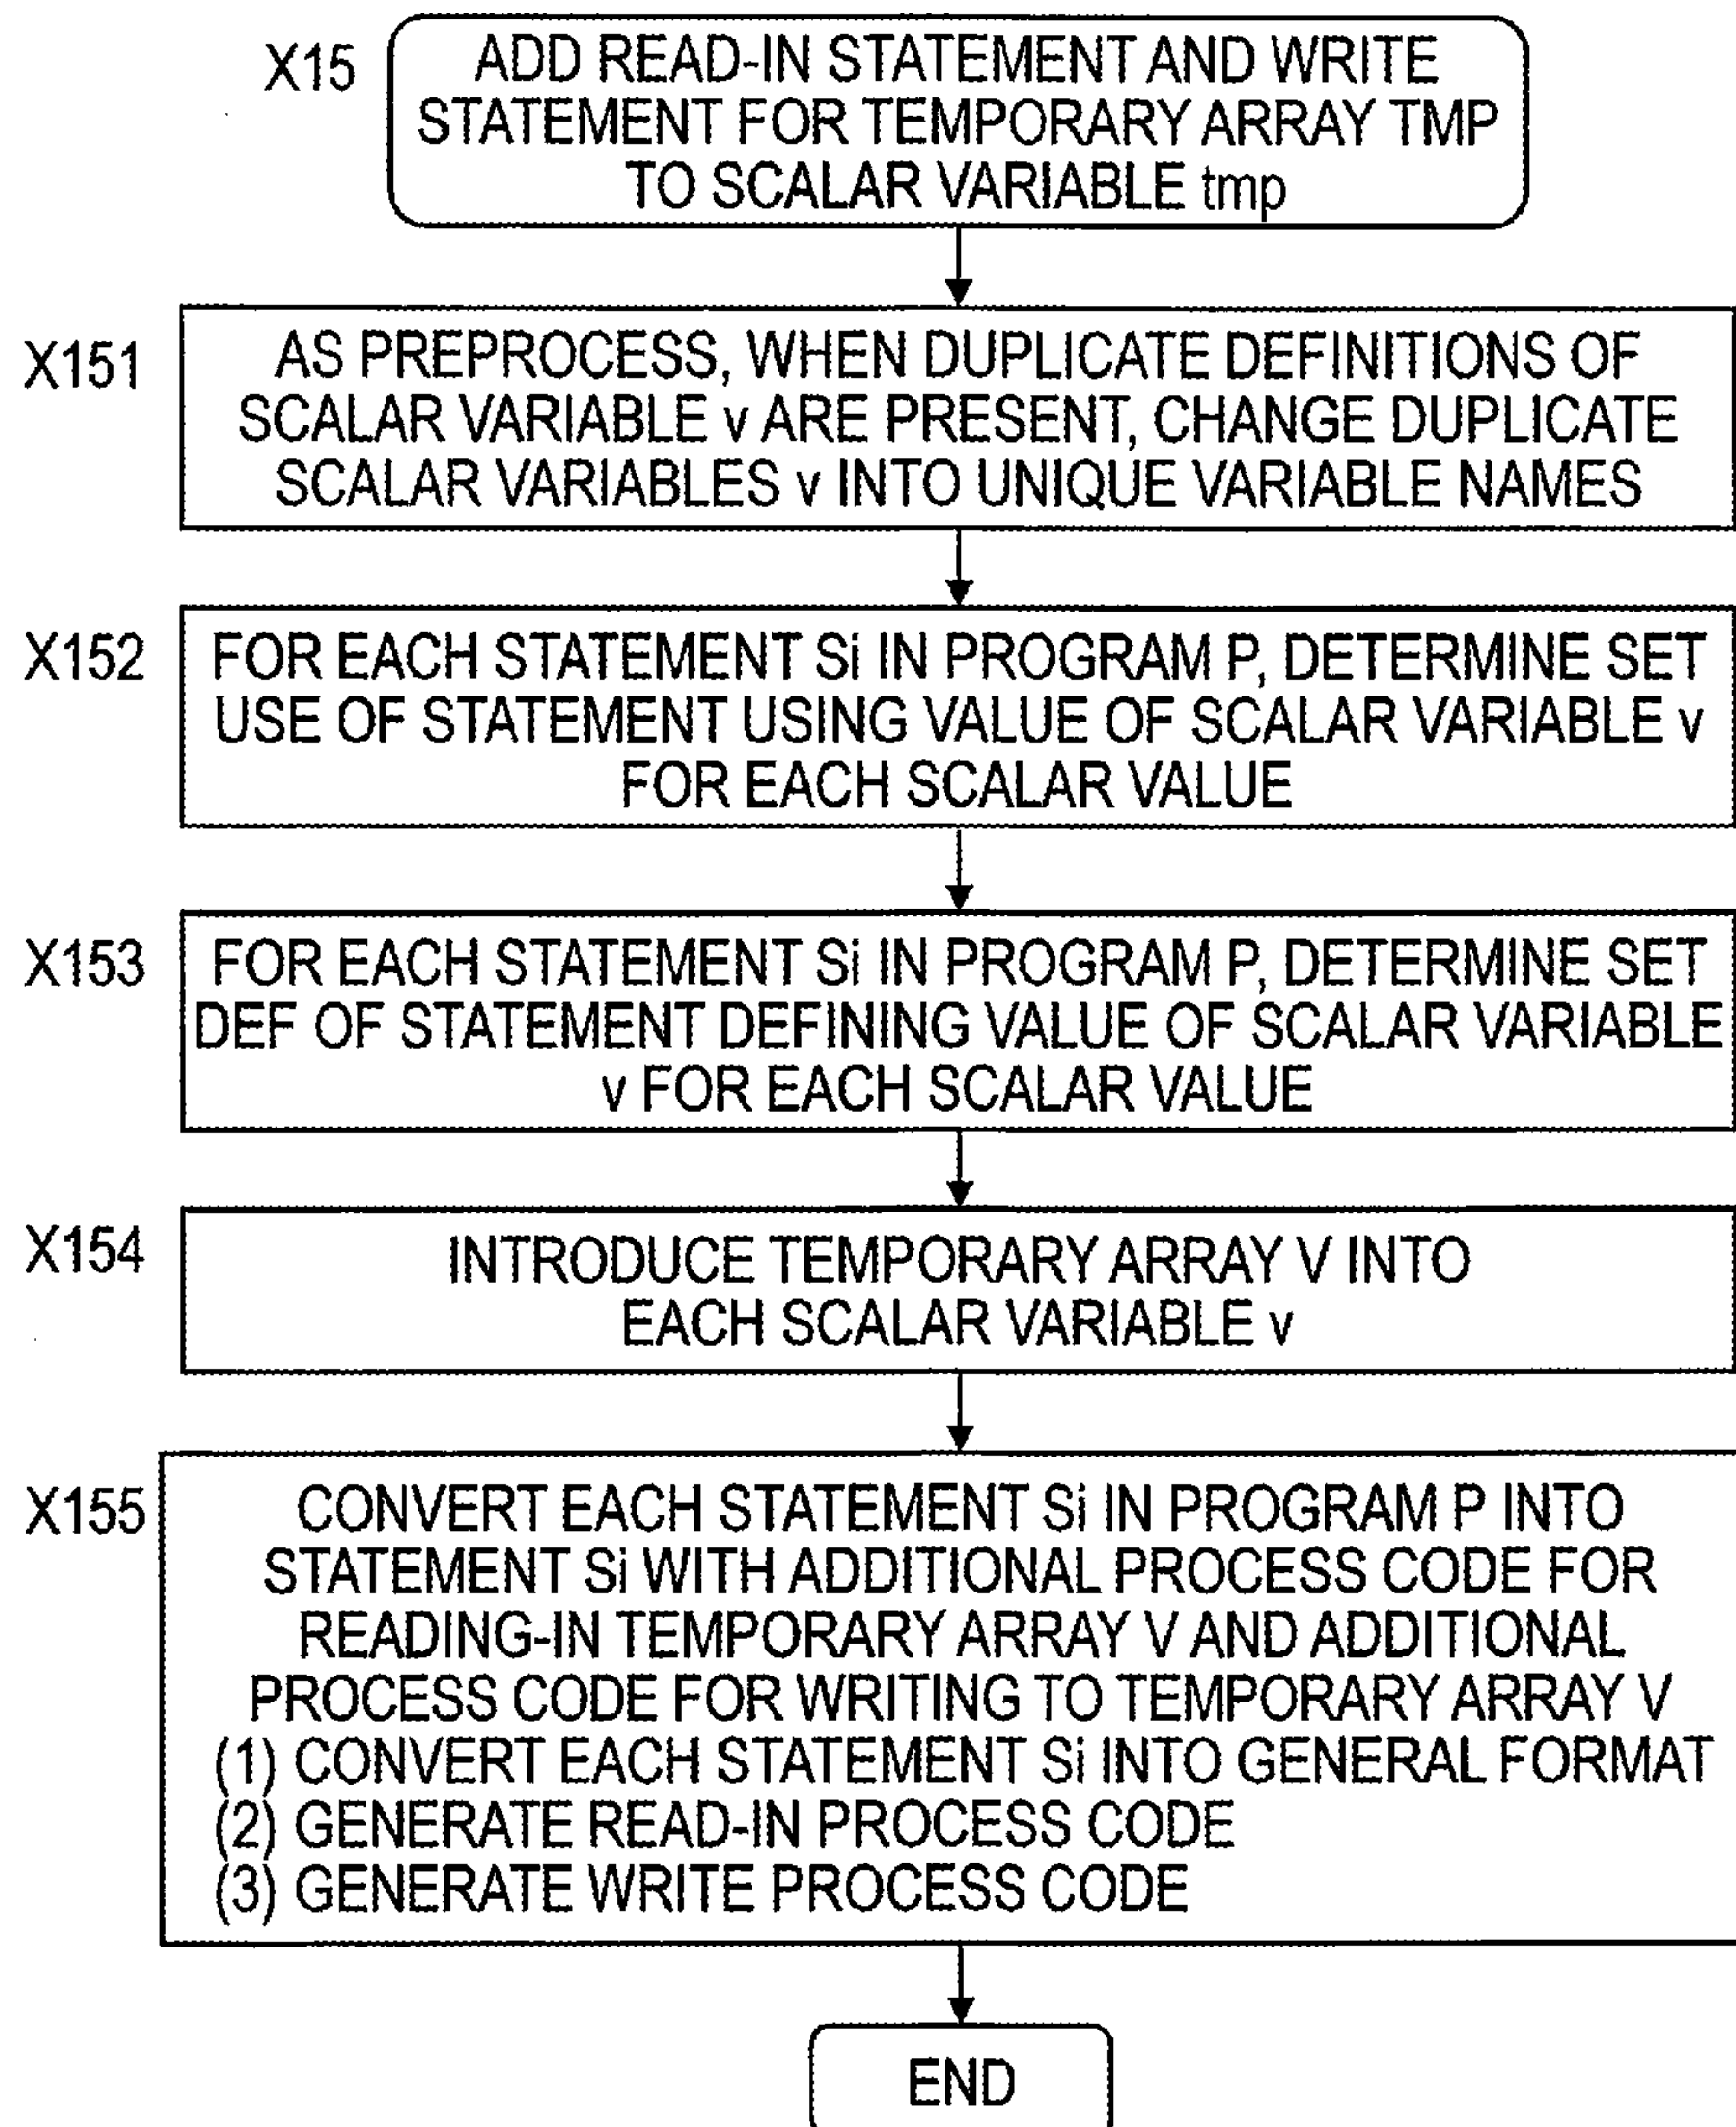 X15
ADD READ-IN STATEMENT AND WRITE
STATEMENT FOR TEMPORARY ARRAY TMP
TO SCALAR VARIABLE tmp
X151
AS PREPROCESS, WHEN DUPLICATE DEFINITIONS OF
SCALAR VARIABLE v ARE PRESENT, CHANGE DUPLICATE
SCALAR VARIABLES v INTO UNIQUE VARIABLE NAMES
X152
FOR EACH STATEMENT Si IN PROGRAM P, DETERMINE SET
USE OF STATEMENT USING VALUE OF SCALAR VARIABLE v
FOR EACH SCALAR VALUE
X153
FOR EACH STATEMENT Si IN PROGRAM P, DETERMINE SET
DEF OF STATEMENT DEFINING VALUE OF SCALAR VARIABLE
v FOR EACH SCALAR VALUE
X154
INTRODUCE TEMPORARY ARRAY V INTO
EACH SCALAR VARIABLE v
X155
CONVERT EACH STATEMENT Si IN PROGRAM P INTO
STATEMENT Si WITH ADDITIONAL PROCESS CODE FOR
READING-IN TEMPORARY ARRAY V AND ADDITIONAL
PROCESS CODE FOR WRITING TO TEMPORARY ARRAY V
(1) CONVERT EACH STATEMENT Si INTO GENERAL FORMAT
(2) GENERATE READ-IN PROCESS CODE
(3) GENERATE WRITE PROCESS CODE
END